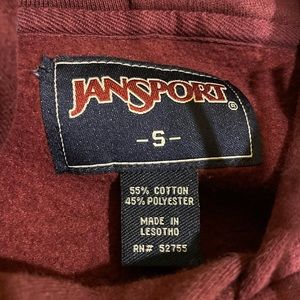 JANSPORT®
-S-
55% COTTON
45% POLYESTER
MADE IN
LESOTHO
RN# 52755